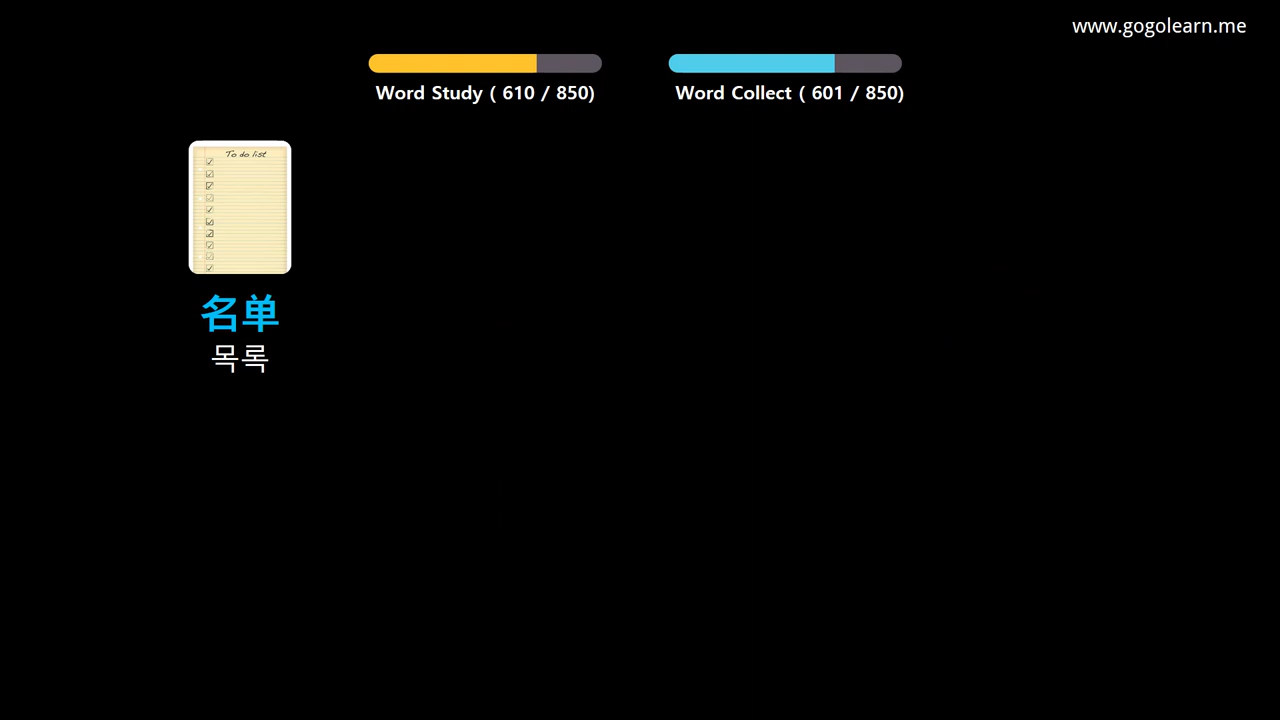 www.gogolearn.me
Word Study ( 610 / 850)
Word Collect ( 601 / 850)
To do list
名单
목록